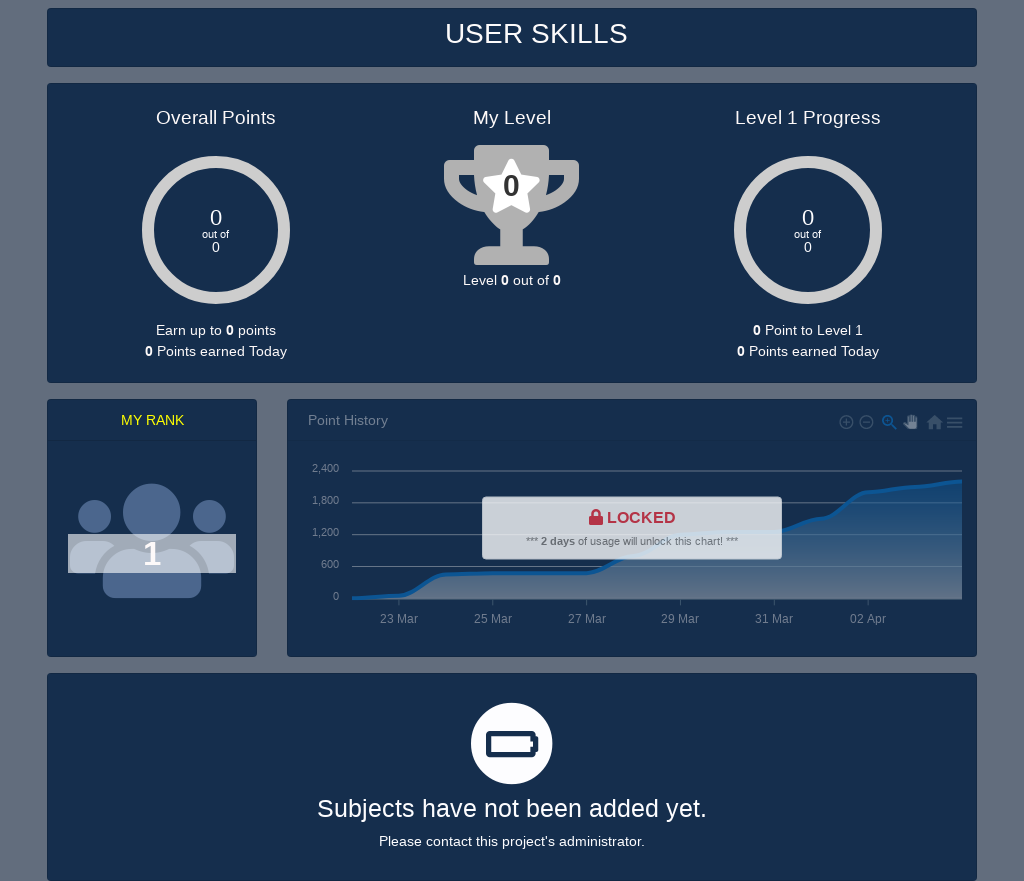 USER SKILLS
Overall Points
0
out of
0
Earn up to 0 points
0 Points earned Today
My Level
0
Level 0 out of 0
Level 1 Progress
0
out of
0
0 Point to Level 1
0 Points earned Today
MY RANK
1
Point History
2,400
1,800
1,200
600
0
LOCKED
*** 2 days of usage will unlock this chart! ***
23 Mar
25 Mar
27 Mar
29 Mar
31 Mar
02 Apr
Subjects have not been added yet.
Please contact this project's administrator.